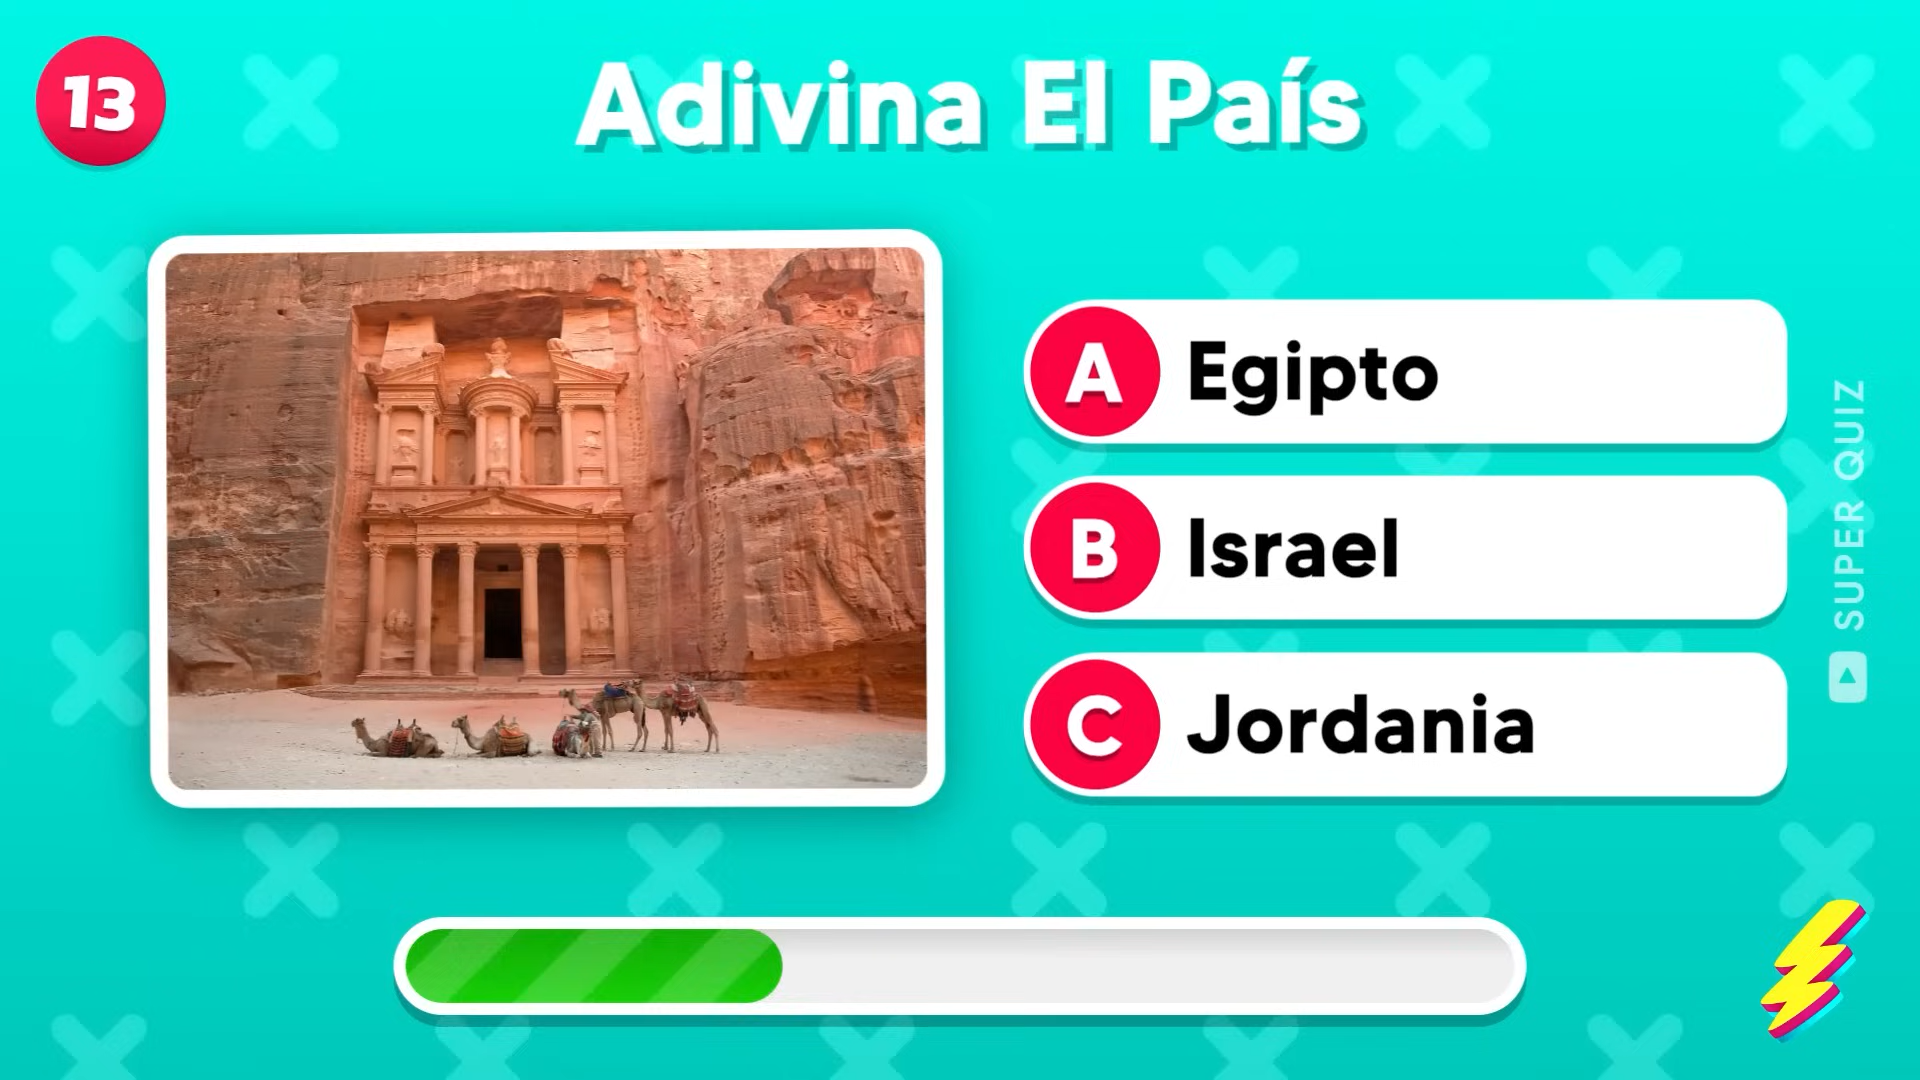 13
Adivina El País
A Egipto
B Israel
C Jordania
SUPER QUIZ